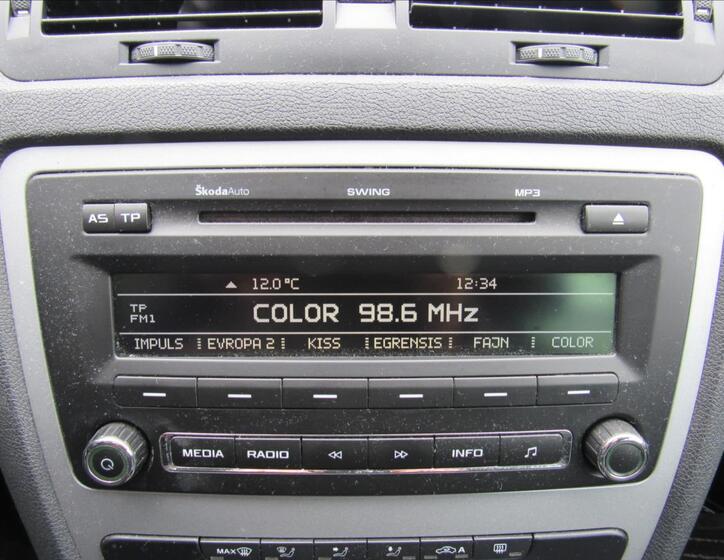 ŠkodaAuto SWING MP3
AS TP
12.0°C 12:34
TP
FM1
COLOR 98.6 MHz
IMPULS EVROPA 2 KISS EGRENSIS FAJN COLOR
MEDIA RADIO INFO
MAX A